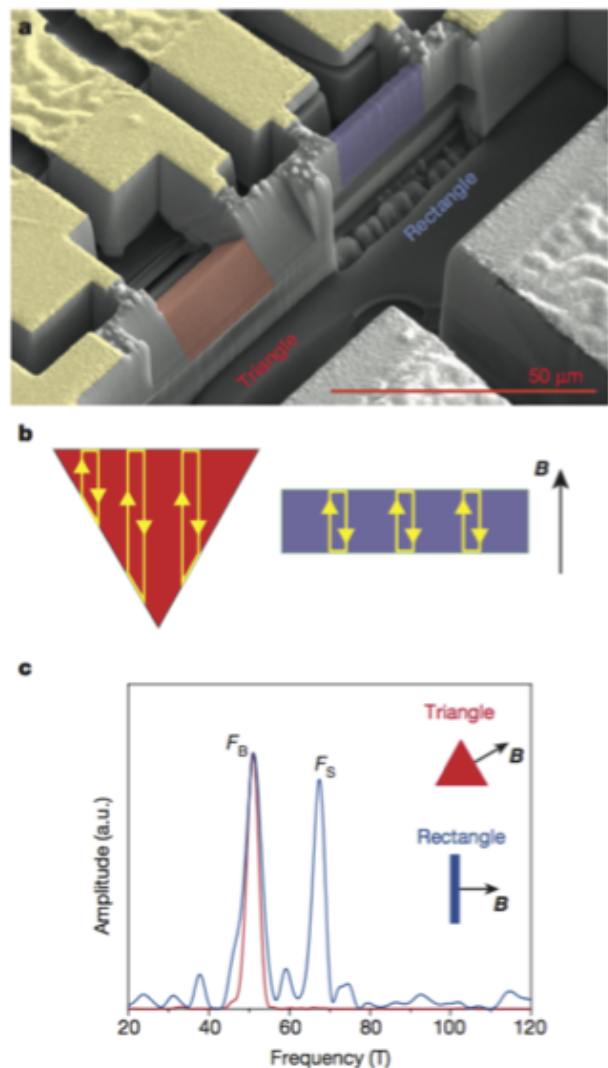 a
Rectangle
Triangle
50 μm
b
B
c
Triangle
F_B
F_S
B
Rectangle
B
Amplitude (a.u.)
20 40 60 80 100 120
Frequency (T)